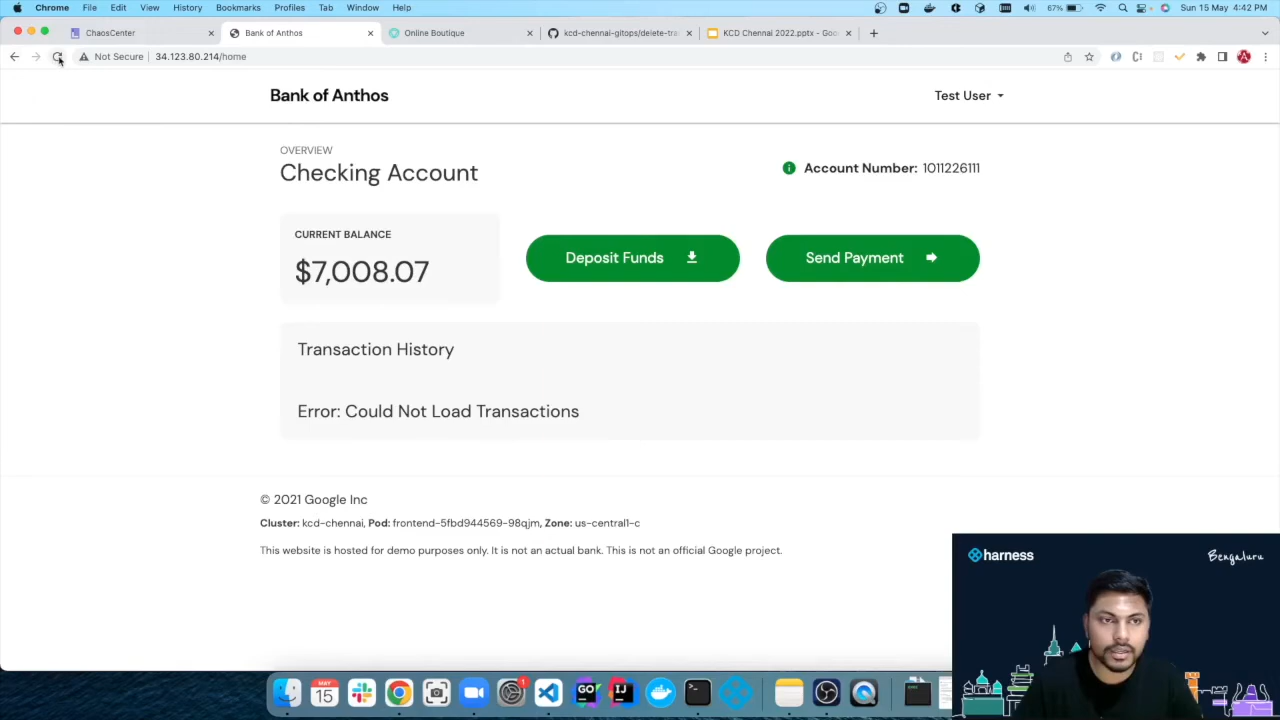 Chrome File Edit View History Bookmarks Profiles Tab Window Help 67% Sun 15 May 4:42 PM
ChaosCenter Bank of Anthos Online Boutique kcd-chennai-gitops/delete-tra KCD Chennai 2022.pptx - Goo
Not Secure 34.123.80.214/home
Bank of Anthos Test User
OVERVIEW
Checking Account
Account Number: 1011226111
CURRENT BALANCE
$7,008.07
Deposit Funds
Send Payment
Transaction History
Error: Could Not Load Transactions
© 2021 Google Inc
Cluster: kcd-chennai, Pod: frontend-5fbd944569-98qjm, Zone: us-central1-c
This website is hosted for demo purposes only. It is not an actual bank. This is not an official Google project.
harness Bengaluru
MAY
15
1
GO
IJ